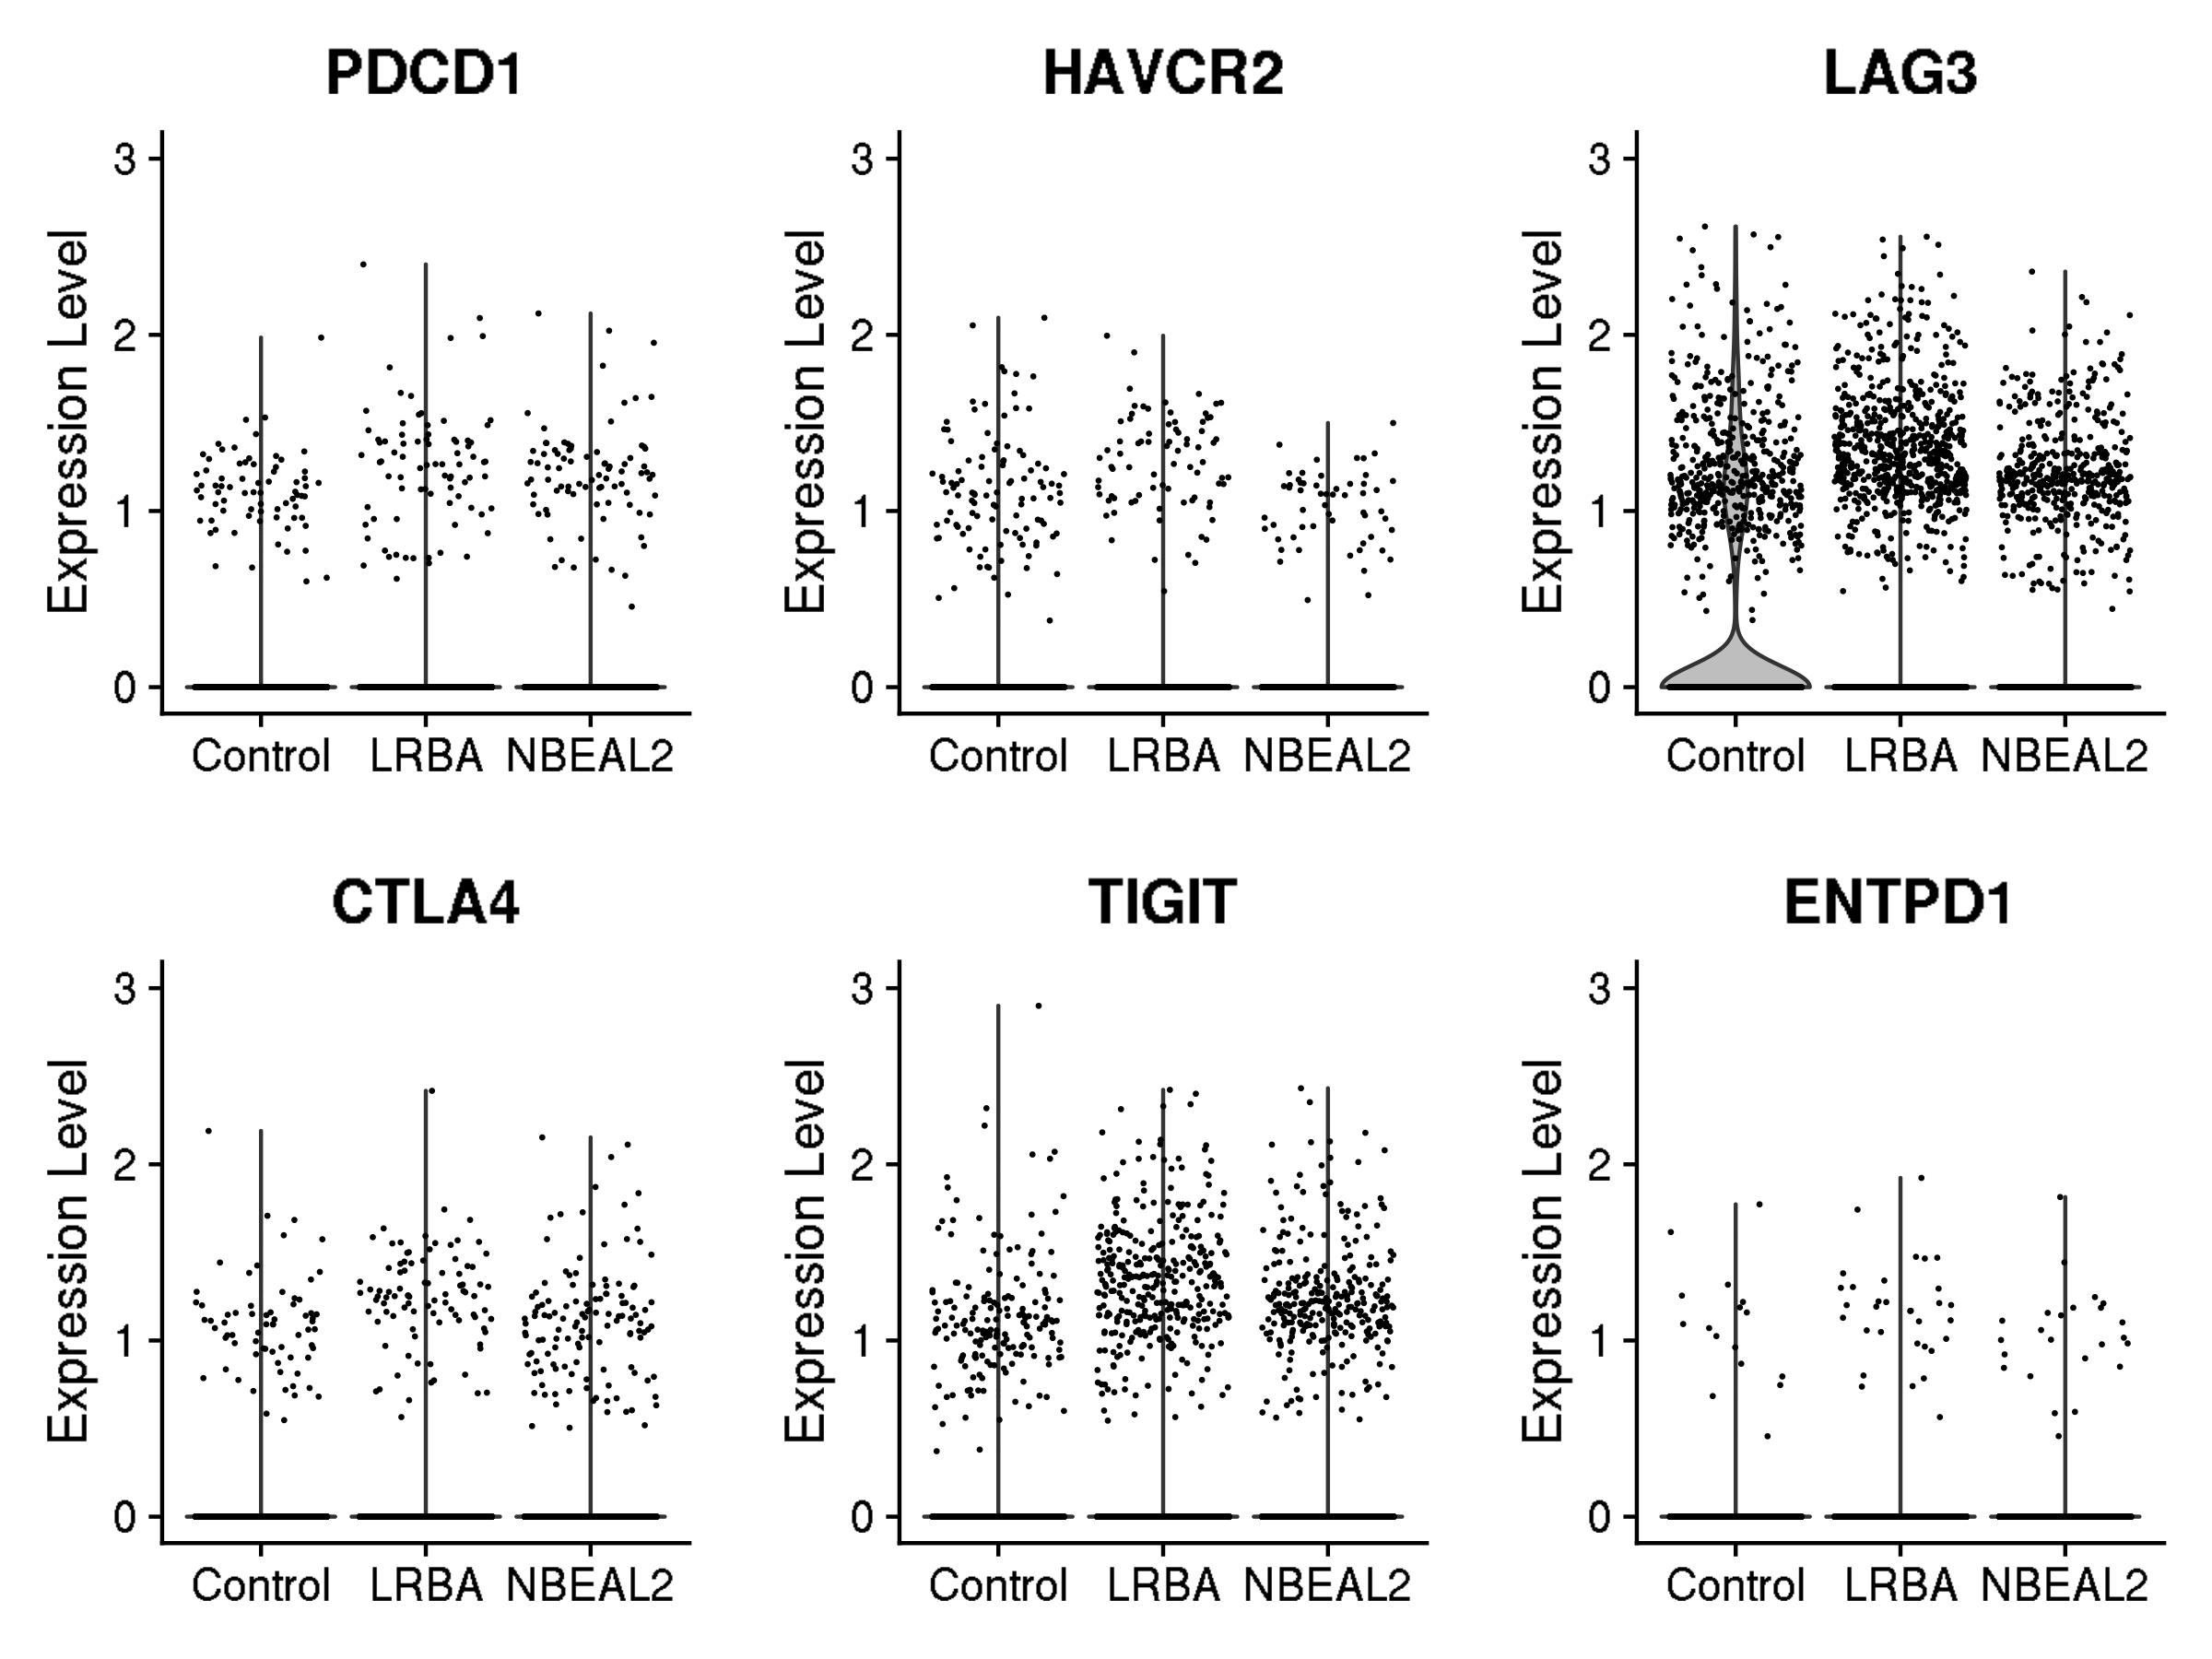 PDCD1
Expression Level
3
2
1
0
Control LRBA NBEAL2
HAVCR2
Expression Level
3
2
1
0
Control LRBA NBEAL2
LAG3
Expression Level
3
2
1
0
Control LRBA NBEAL2
CTLA4
Expression Level
3
2
1
0
Control LRBA NBEAL2
TIGIT
Expression Level
3
2
1
0
Control LRBA NBEAL2
ENTPD1
Expression Level
3
2
1
0
Control LRBA NBEAL2